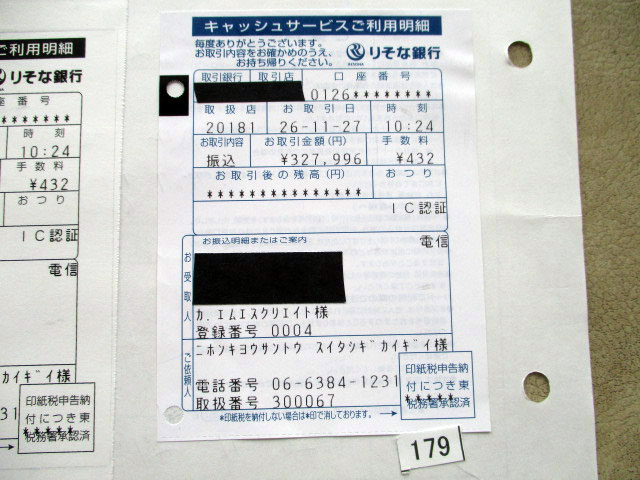 ご利用明細
りそな銀行
座番号
********
時刻
10:24
手数料
¥432
おつり
IC認証
電信
カイギイ様
1231
印紙税申告納
付につき東
*****
税務署承認済
キャッシュサービスご利用明細
毎度ありがとうございます。
お取引内容をお確かめのうえ、
お持ち帰りください。
りそな銀行
RESONA
取引銀行 取引店 口座番号
0126********
取扱店 お取引日 時刻
20181 26-11-27 10:24
お取引内容 お取引金額(円) 手数料
振込 ¥327,996 ¥432
お取引後の残高(円) おつり
***************
IC認証
お振込明細またはご案内
電信
お受取人
カ.エムエスクリエイト様
登録番号 0004
ご依頼人
ニホンキヨウサントウ スイタシギカイギイ様
電話番号 06-6384-1231
取扱番号 300067
*印紙税を納付しない場合は*印で消しております。
印紙税申告納
付につき東
*****
税務署承認済
179